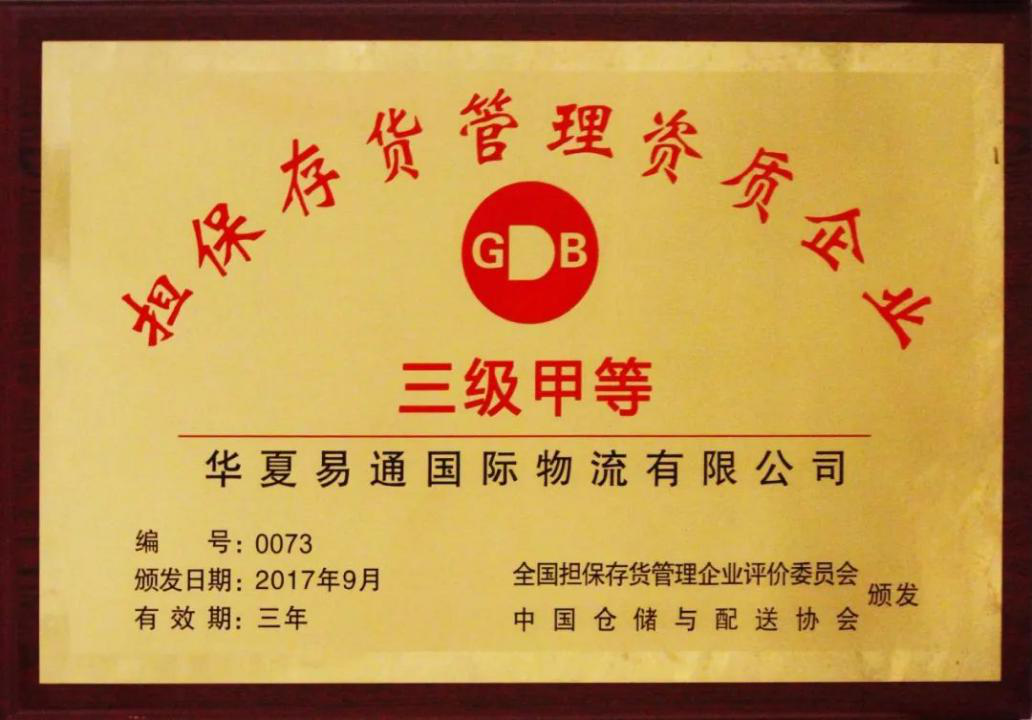 担保存货管理资质企业
GDB
三级甲等
华夏易通国际物流有限公司
编 号: 0073
颁发日期: 2017年9月
有效期: 三年
全国担保存货管理企业评价委员会
中国仓储与配送协会
颁发